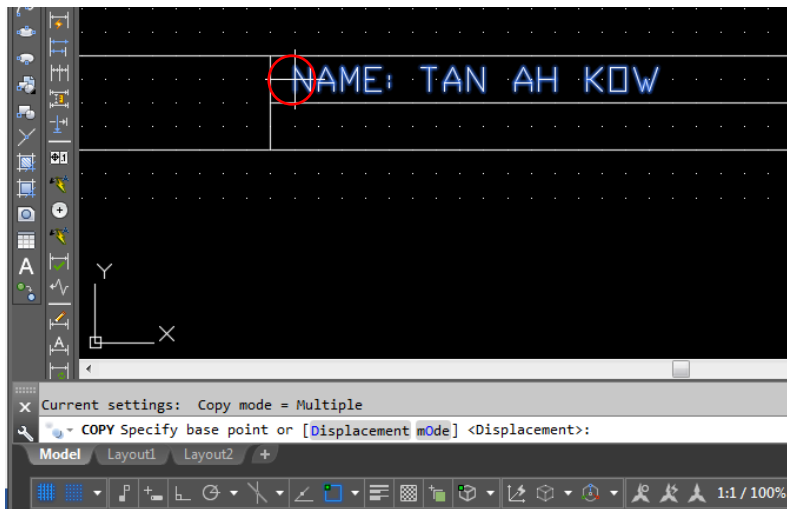 NAME: TAN AH KOW
A
1
A
Y
X
Current settings:  Copy mode = Multiple
COPY Specify base point or [Displacement mOde] <Displacement>:
Model Layout1 Layout2 +
1:1 / 100%